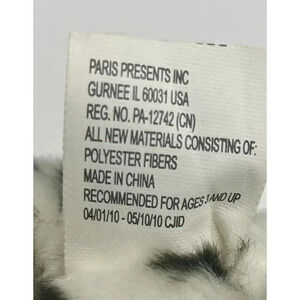 PARIS PRESENTS INC
GURNEE IL 60031 USA
REG. NO. PA-12742 (CN)
ALL NEW MATERIALS CONSISTING OF:
POLYESTER FIBERS
MADE IN CHINA
RECOMMENDED FOR AGES 3 AND UP
04/01/10 - 05/10/10 CJID